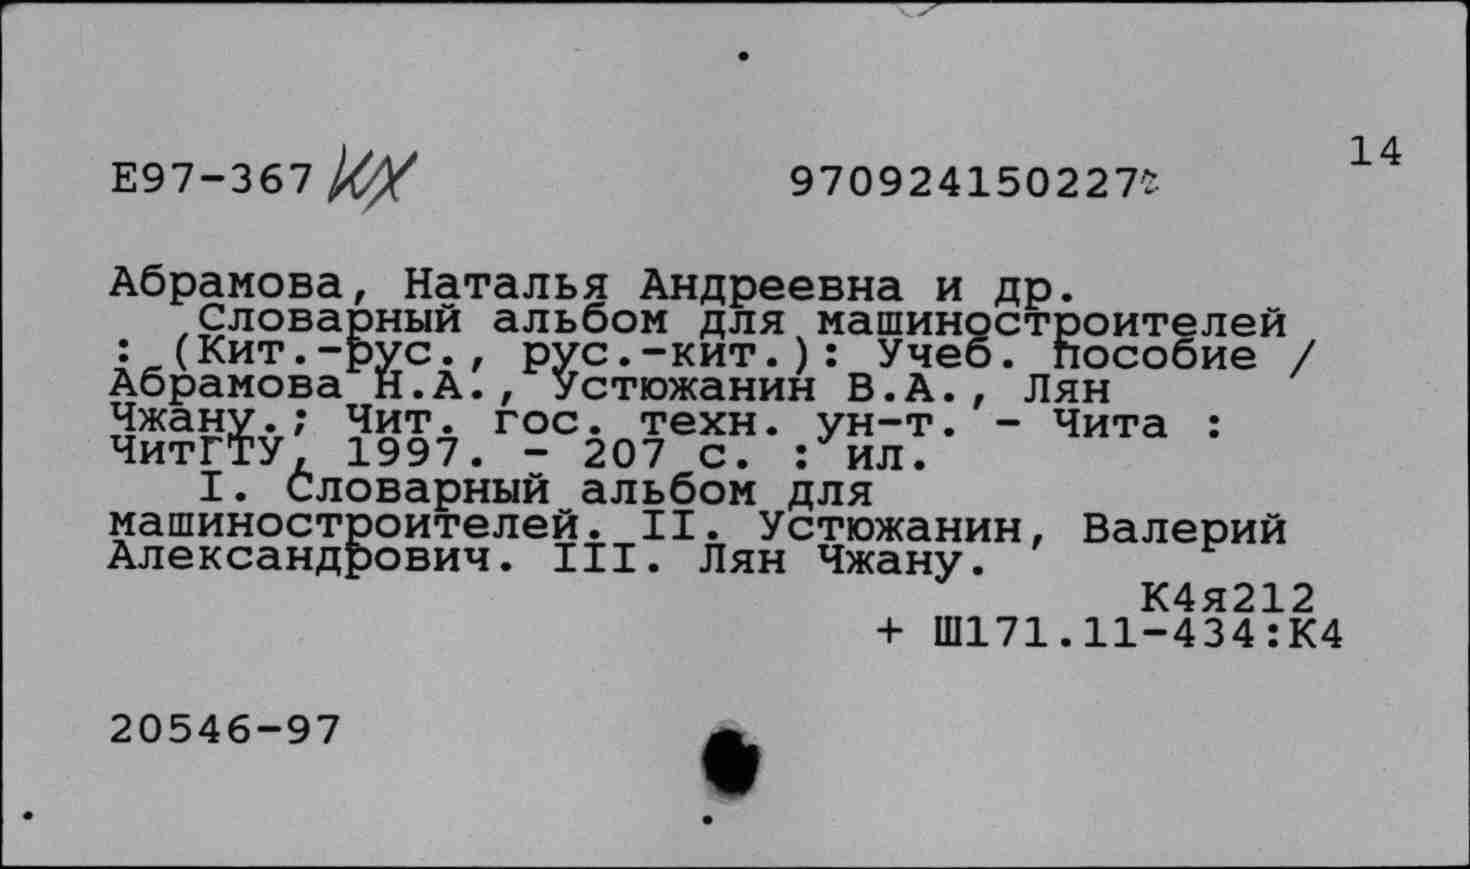 14
Е97-367 КХ 970924150227
Абрамова, Наталья Андреевна и др.
Словарный альбом для машиностроителей
: (Кит.-рус., рус.-кит.): Учеб. пособие /
Абрамова Н.А., Устюжанин В.А., Лян
Чжану.; Чит. гос. техн. ун-т. - Чита :
ЧитГТУ, 1997. - 207 с. : ил.
I. Словарный альбом для
машиностроителей. II. Устюжанин, Валерий
Александрович. III. Лян Чжану.
К4я212
+ Ш171.11-434:К4
20546-97